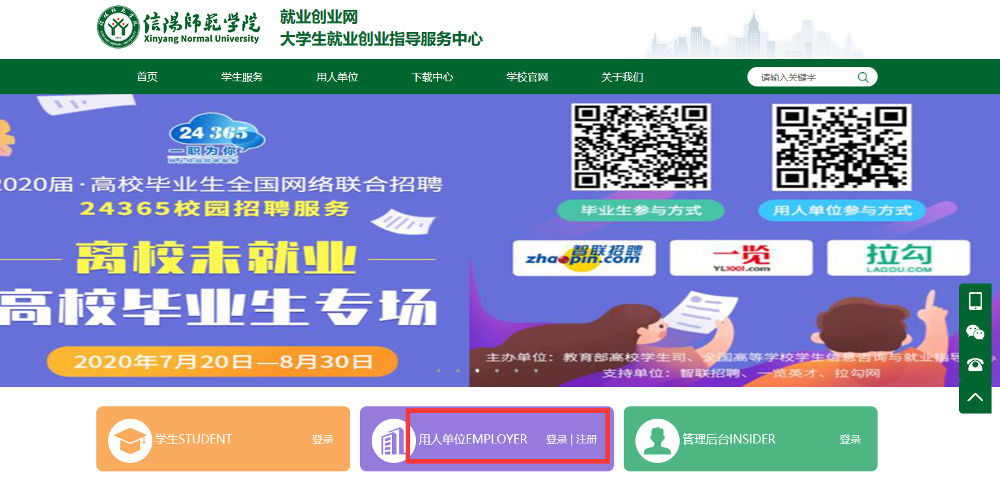 信阳師范学院
Xinyang Normal University
就业创业网
大学生就业创业指导服务中心
首页 学生服务 用人单位 下载中心 学校官网 关于我们 请输入关键字
24 365
一职为你
2020届·高校毕业生全国网络联合招聘
24365校园招聘服务
离校未就业
高校毕业生专场
2020年7月20日—8月30日
毕业生参与方式 用人单位参与方式
智联招聘
zhaopin.com
一览
YL1001.com
拉勾
LAGOU.COM
主办单位：教育部高校学生司、全国高等学校学生信息咨询与就业指导中心
支持单位：智联招聘、一览英才、拉勾网
学生STUDENT 登录
用人单位EMPLOYER 登录 | 注册
管理后台INSIDER 登录